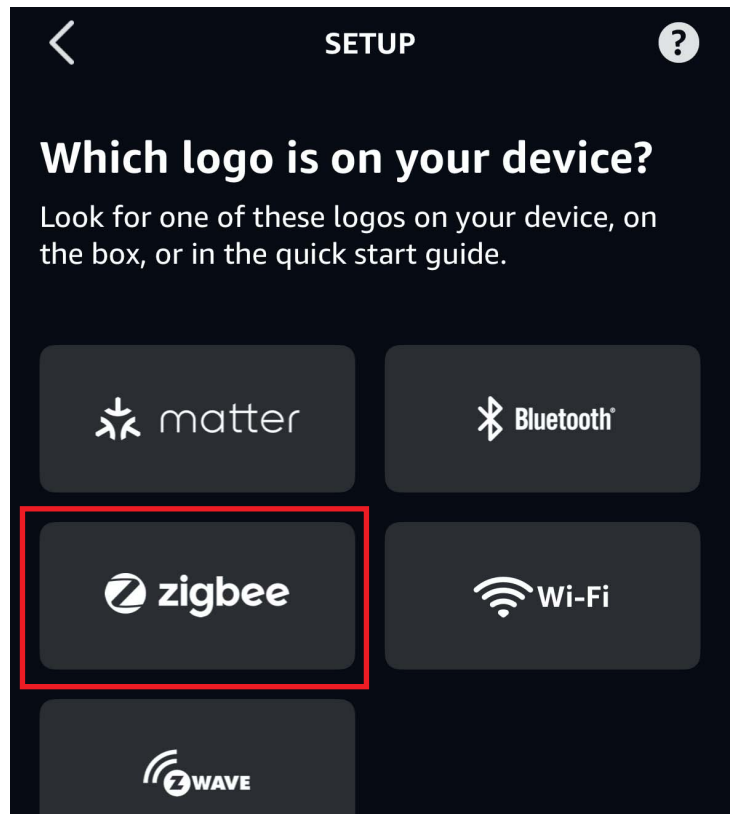 SETUP
?
Which logo is on your device?
Look for one of these logos on your device, on
the box, or in the quick start guide.
matter
Bluetooth®
zigbee
Wi-Fi
Z WAVE